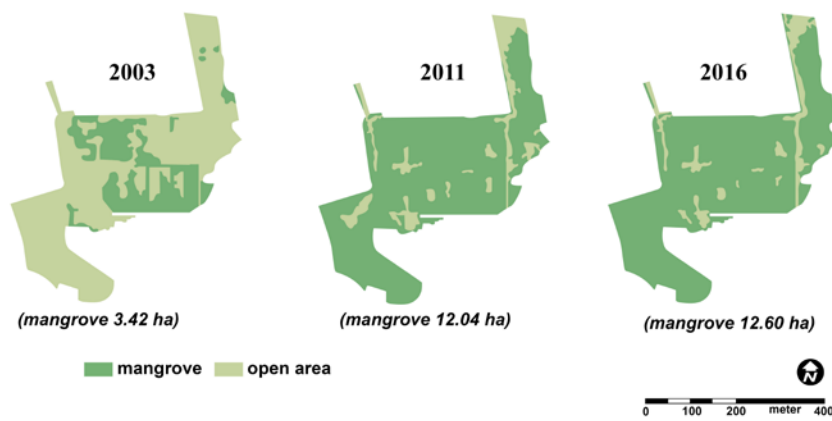 2003
2011
2016
(mangrove 3.42 ha)
(mangrove 12.04 ha)
(mangrove 12.60 ha)
mangrove open area
N
0 100 200 meter 400